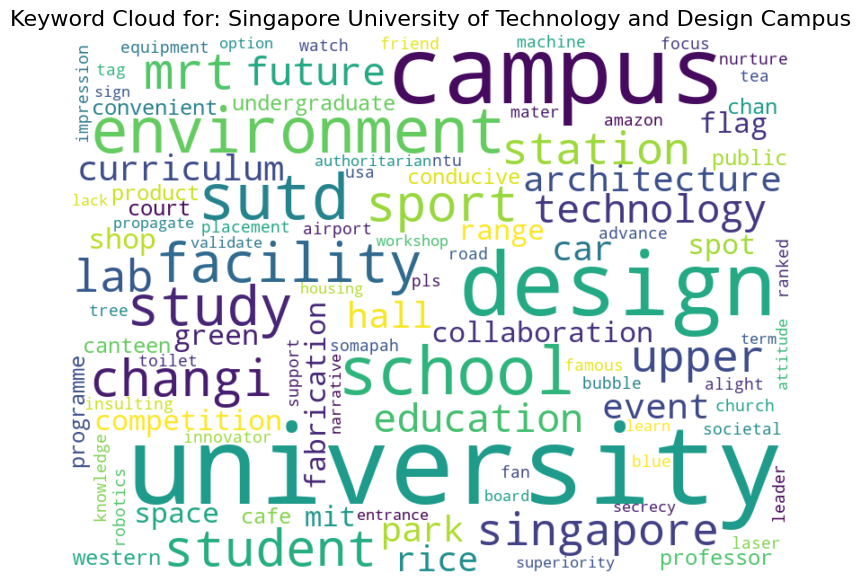 Keyword Cloud for: Singapore University of Technology and Design Campus
equipment option watch friend machine focus
impression tag mrt future campus nurture
sign tea
convenient undergraduate mater amazon chan
environment station flag
authoritarian ntu public
curriculum usa conducive architecture
lack product sutd sport technology
court
propagate placement airport range advance spot
shop validate workshop car
lab facility road design ranked
study housing pls
tree hall
green fabrication collaboration
canteen somapah upper term attitude
toilet support narrative school famous
changi bubble alight
programme insulting education event church
competition learn societal
innovator
knowledge university blue
robotics fan
board leader
space cafe mit entrance park singapore secrecy
laser
western student rice superiority professor